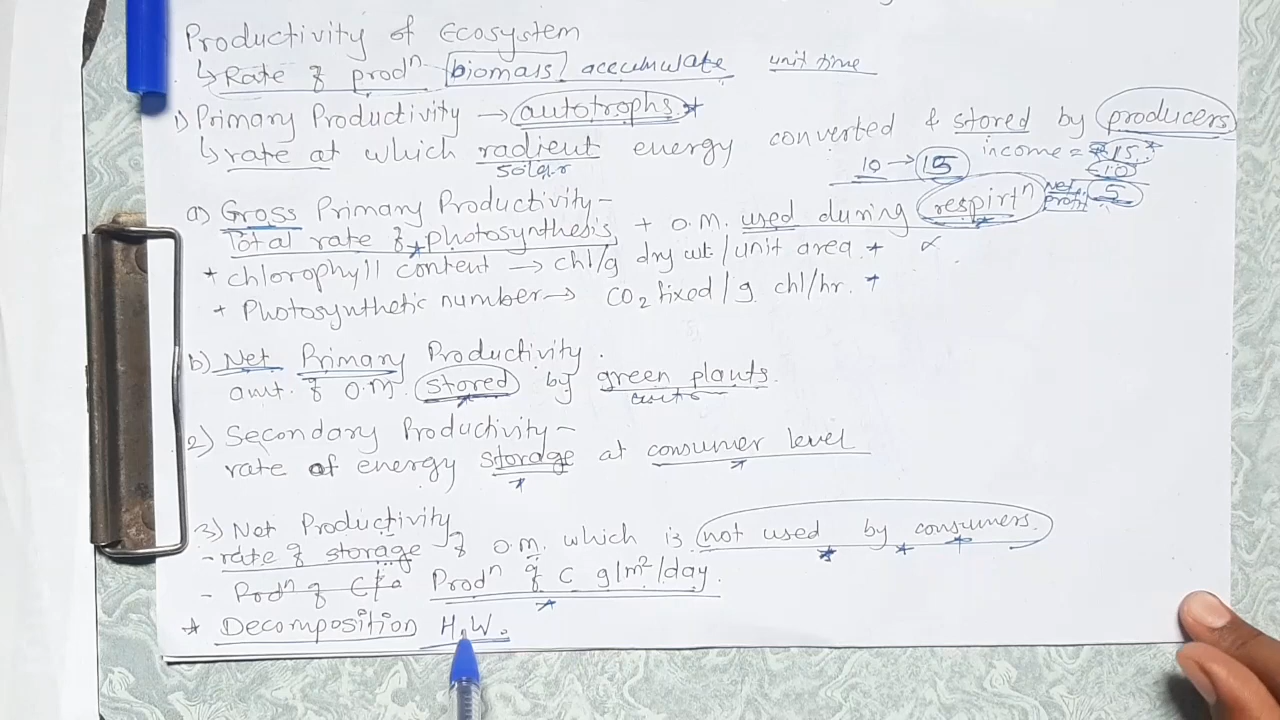 Productivity of Ecosystem
↳ Rate of prodⁿ biomass accumulate unit time
1) Primary Productivity → autotrophs *
↳ rate at which radient energy converted & stored by producers
solar
10 → 15
income = 15 *
-10
Net profit 5
a) Gross Primary Productivity -
Total rate of photosynthesis + O.M. used during respirtⁿ
* chlorophyll content → chl/g dry wt / unit area. * ∝
* Photosynthetic number → CO₂ fixed / g chl/hr. *
b) Net Primary Productivity.
amt. of O.M. stored by green plants.
2) Secondary Productivity -
rate of energy storage at consumer level
3) Net Productivity
- rate of storage of O.M. which is not used by consumers.
- Prodⁿ of C Prodⁿ of C g/m²/day.
* Decomposition H.W.